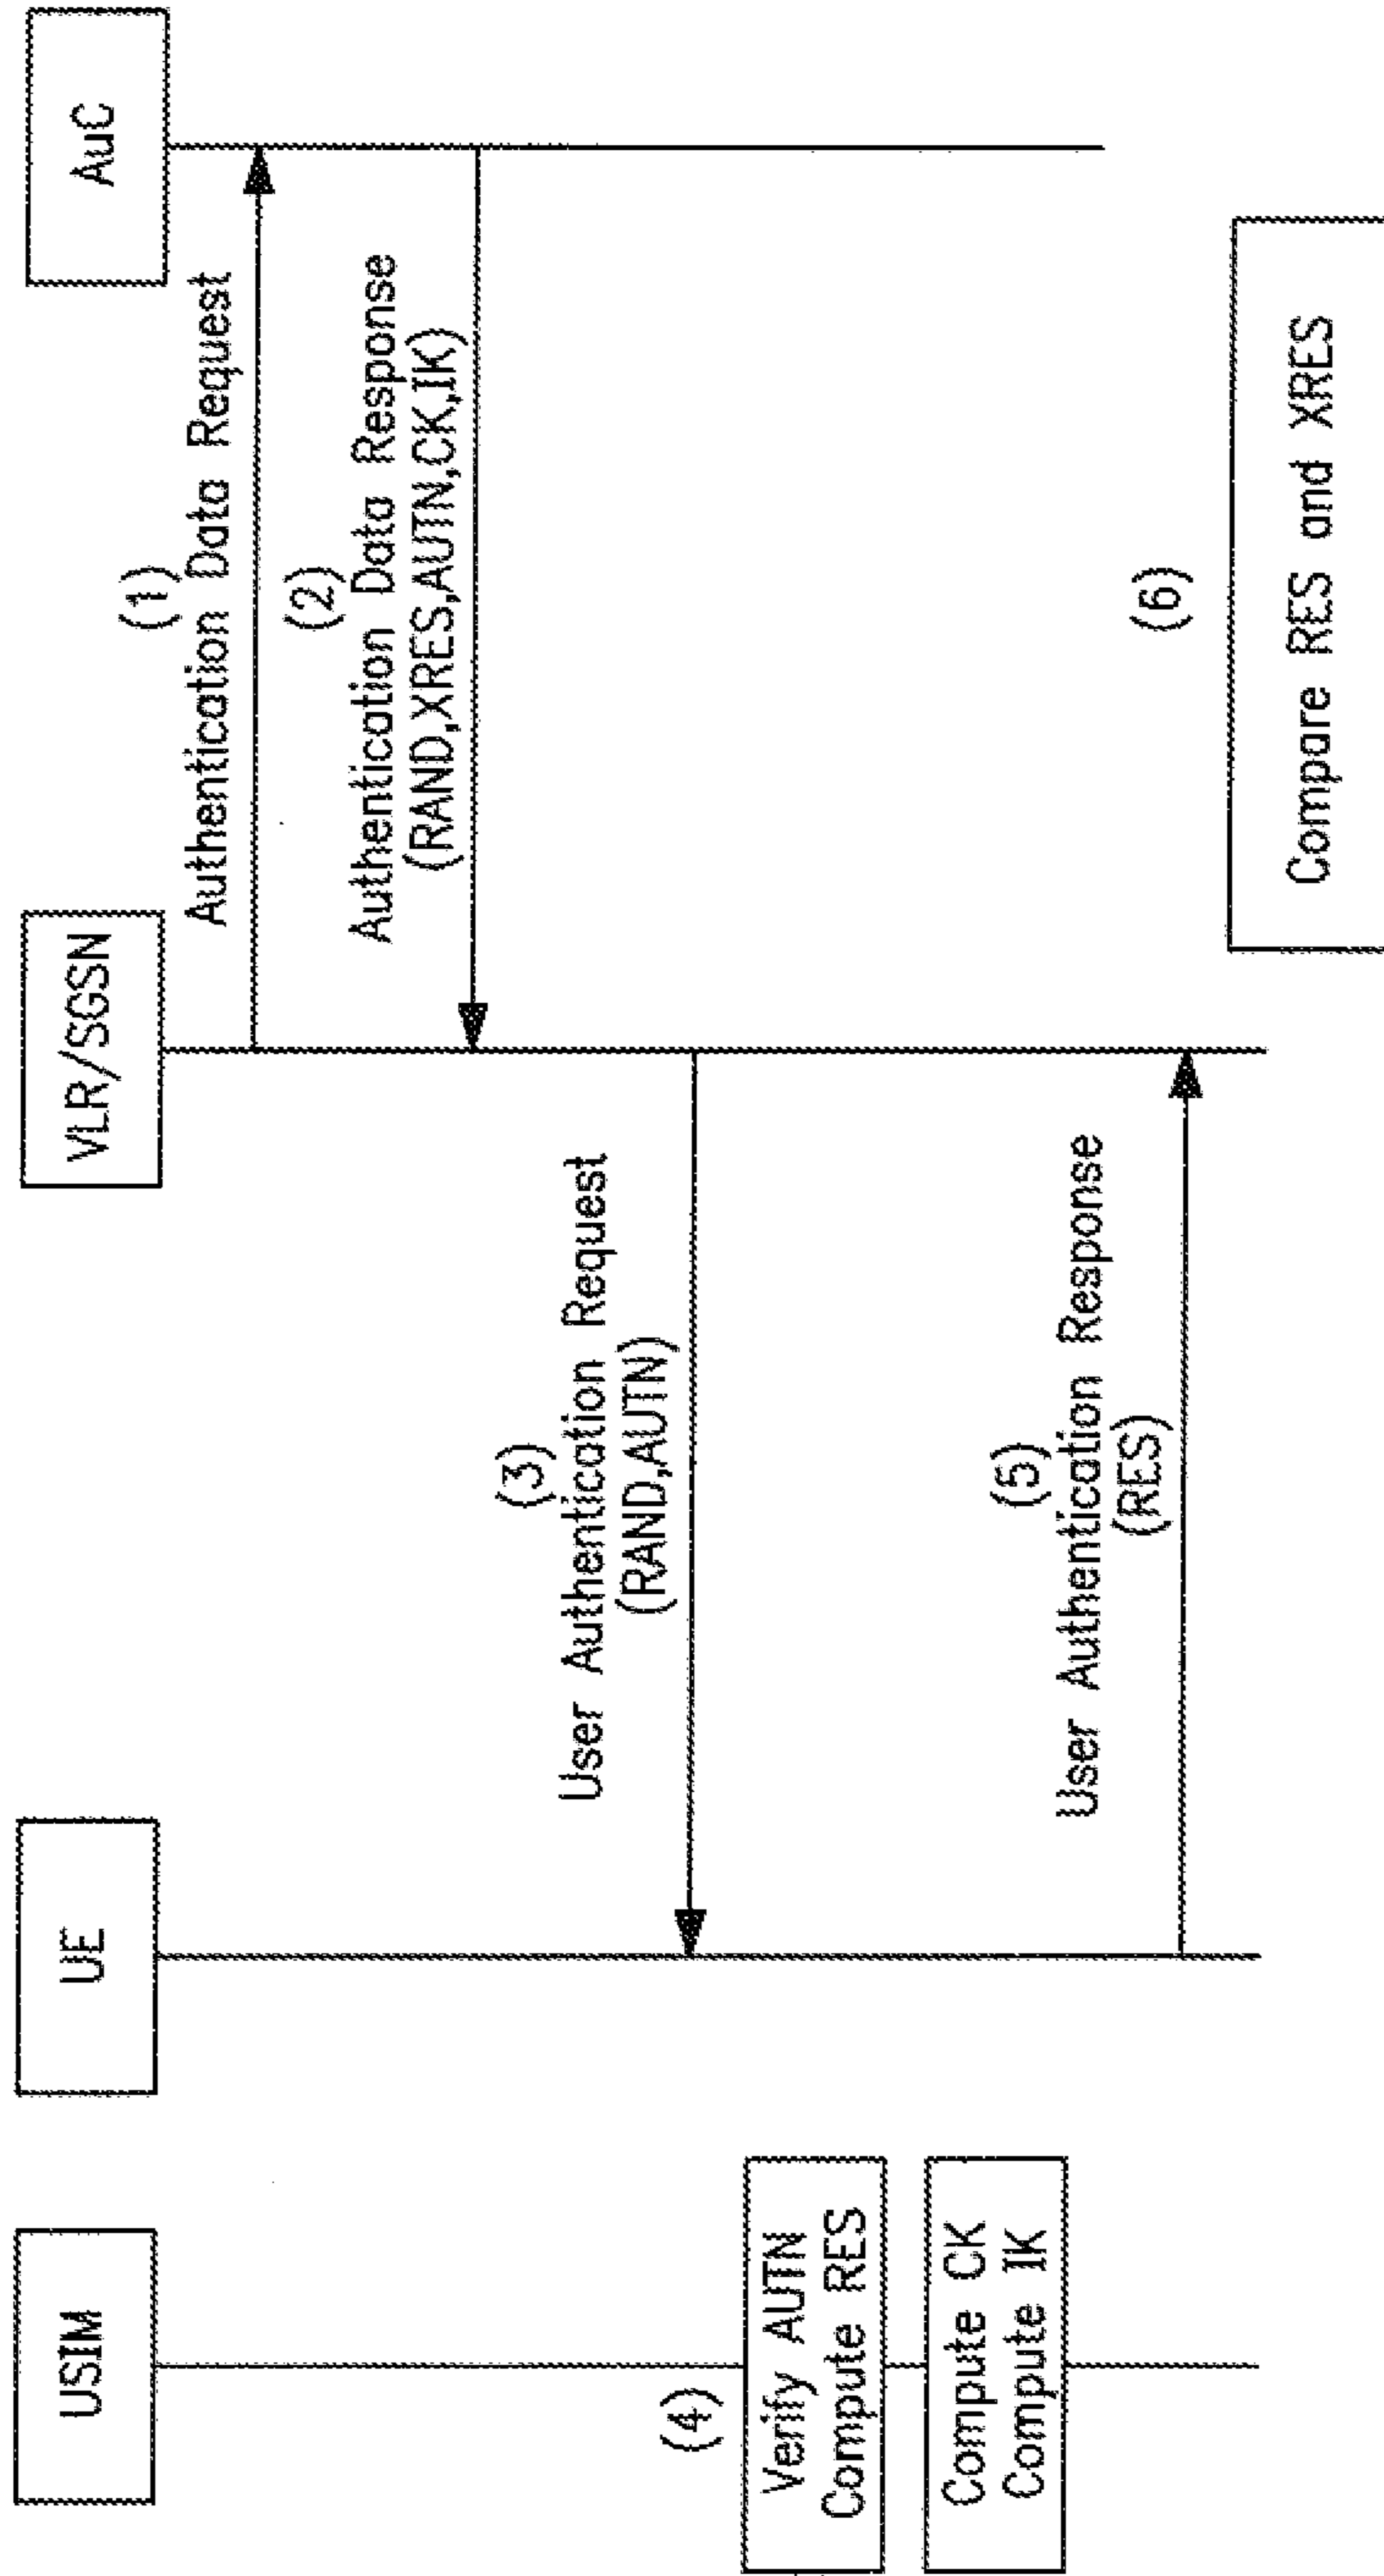 USIM
UE
VLR/SGSN
AuC
(1)
Authentication Data Request
(2)
Authentication Data Response
(RAND,XRES,AUTN,CK,IK)
(3)
User Authentication Request
(RAND,AUTN)
(4)
Verify AUTN
Compute RES
Compute CK
Compute IK
(5)
User Authentication Response
(RES)
(6)
Compare RES and XRES